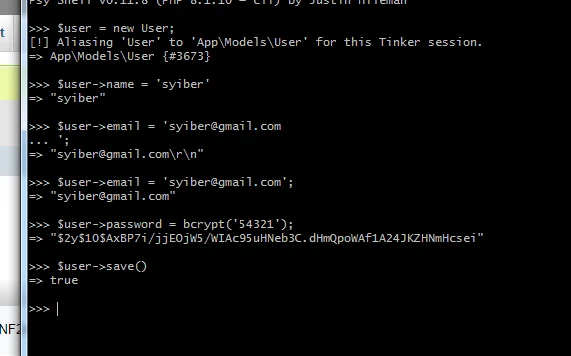 Psy Shell v0.11.8 (PHP 8.1.10 — cli) by Justin Hileman
>>> $user = new User;
[!] Aliasing 'User' to 'App\Models\User' for this Tinker session.
=> App\Models\User {#3673}
>>> $user->name = 'syiber'
=> "syiber"
>>> $user->email = 'syiber@gmail.com
... ';
=> "syiber@gmail.com\r\n"
>>> $user->email = 'syiber@gmail.com';
=> "syiber@gmail.com"
>>> $user->password = bcrypt('54321');
=> "$2y$10$AxBP7i/jjEOjW5/WIAc95uHNeb3C.dHmQpoWAf1A24JKZHNmHcsei"
>>> $user->save()
=> true
>>>
t
NF2